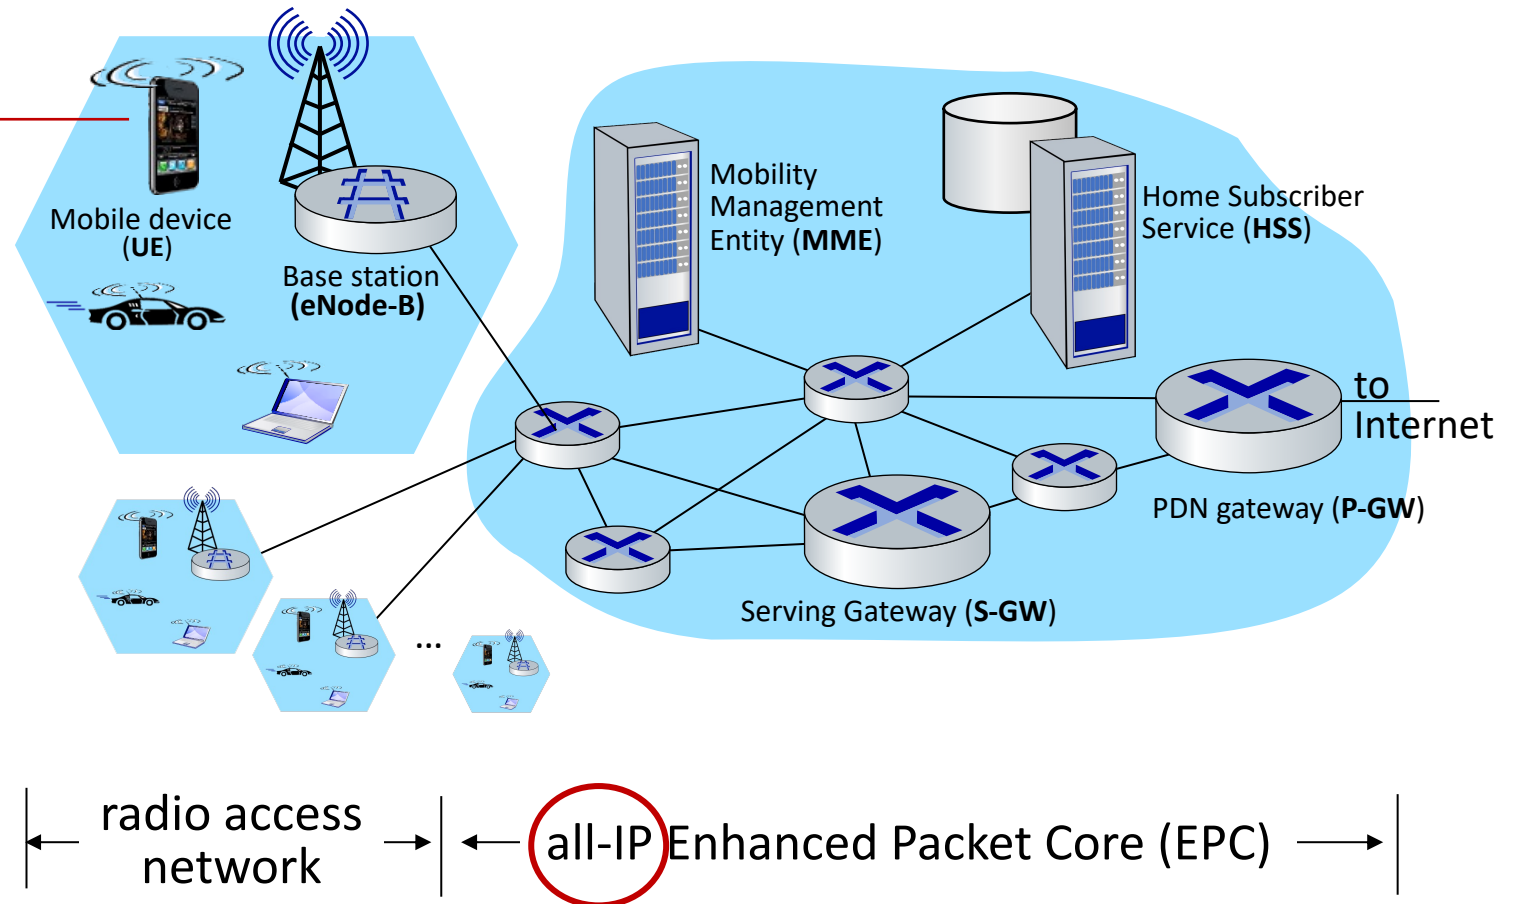 Mobile device
(UE)
Base station
(eNode-B)
Mobility
Management
Entity (MME)
Home Subscriber
Service (HSS)
to
Internet
PDN gateway (P-GW)
Serving Gateway (S-GW)
...
radio access
network
all-IP Enhanced Packet Core (EPC)